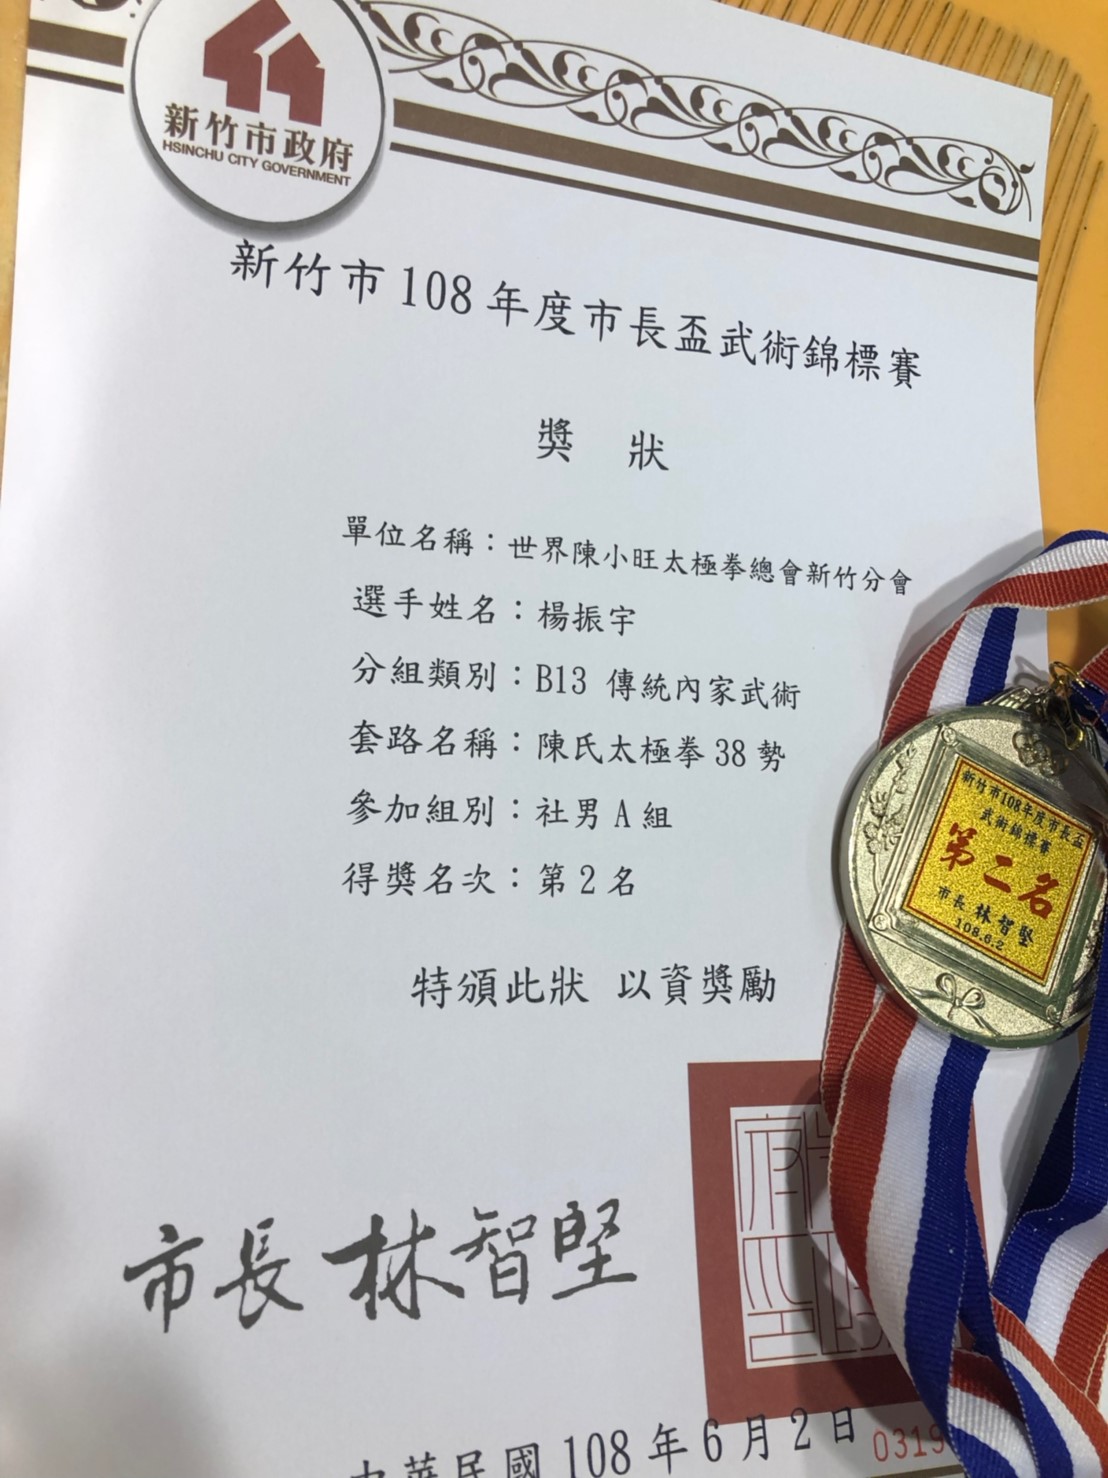 新竹市政府
HSINCHU CITY GOVERNMENT
新竹市108年度市長盃武術錦標賽
獎 狀
單位名稱：世界陳小旺太極拳總會新竹分會
選手姓名：楊振宇
分組類別：B13 傳統內家武術
套路名稱：陳氏太極拳38勢
參加組別：社男A組
得獎名次：第2名
特頒此狀 以資獎勵
市長 林智堅
中華民國108年6月2日
0319
新竹市108年度市長盃
武術錦標賽
第二名
市長 林智堅
108.6.2